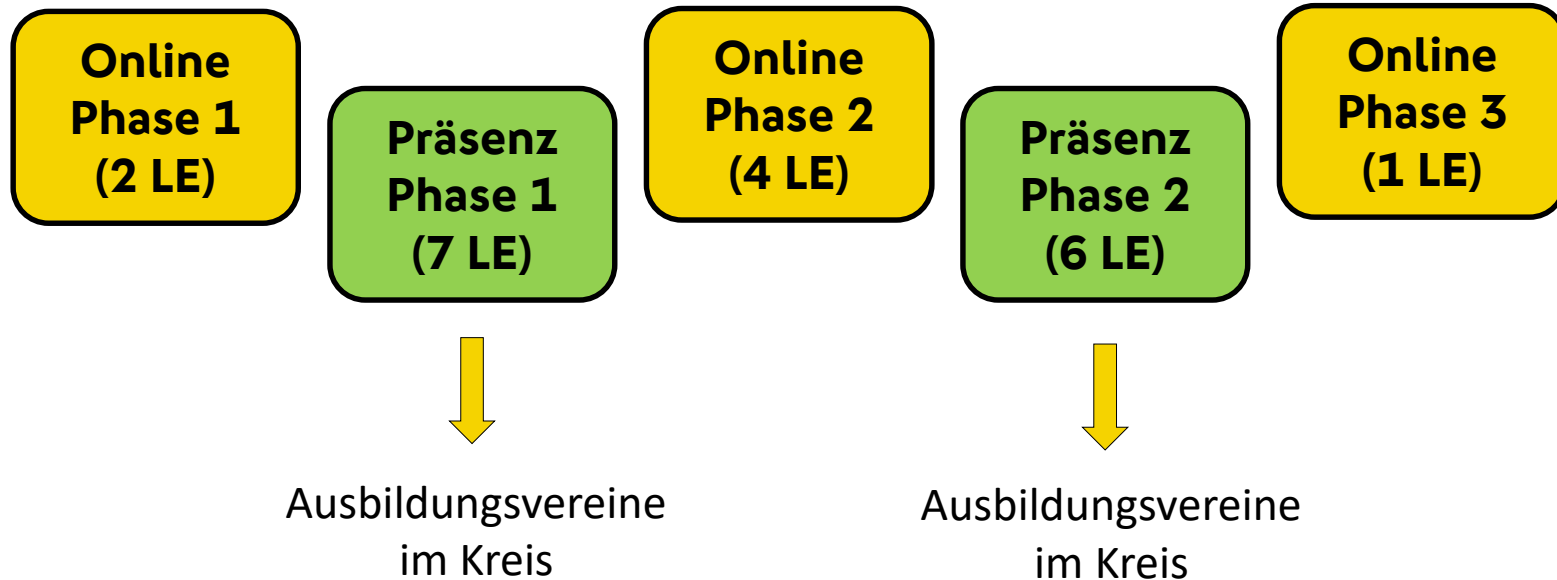 Online
Phase 1
(2 LE)
Präsenz
Phase 1
(7 LE)
Online
Phase 2
(4 LE)
Präsenz
Phase 2
(6 LE)
Online
Phase 3
(1 LE)
Ausbildungsvereine
im Kreis
Ausbildungsvereine
im Kreis